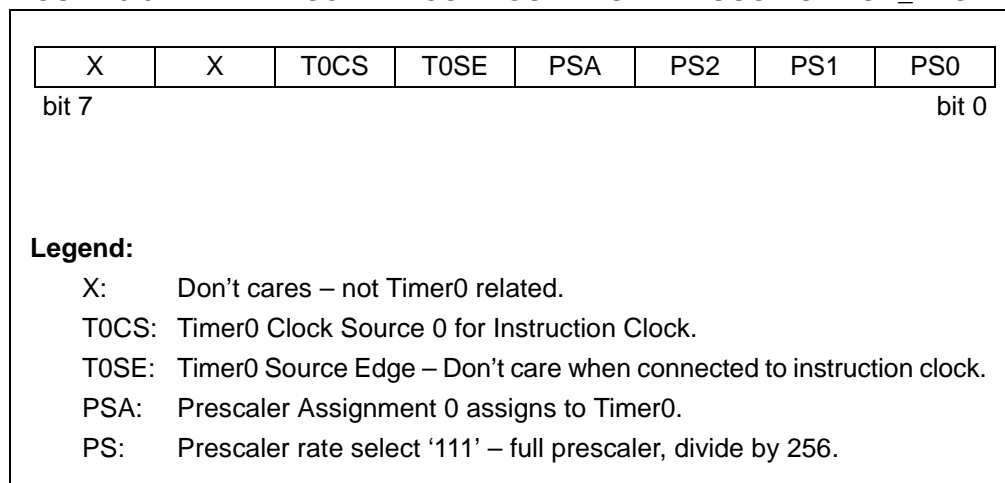 X X T0CS T0SE PSA PS2 PS1 PS0
bit 7 bit 0
Legend:
X: Don't cares – not Timer0 related.
T0CS: Timer0 Clock Source 0 for Instruction Clock.
T0SE: Timer0 Source Edge – Don't care when connected to instruction clock.
PSA: Prescaler Assignment 0 assigns to Timer0.
PS: Prescaler rate select ‘111’ – full prescaler, divide by 256.